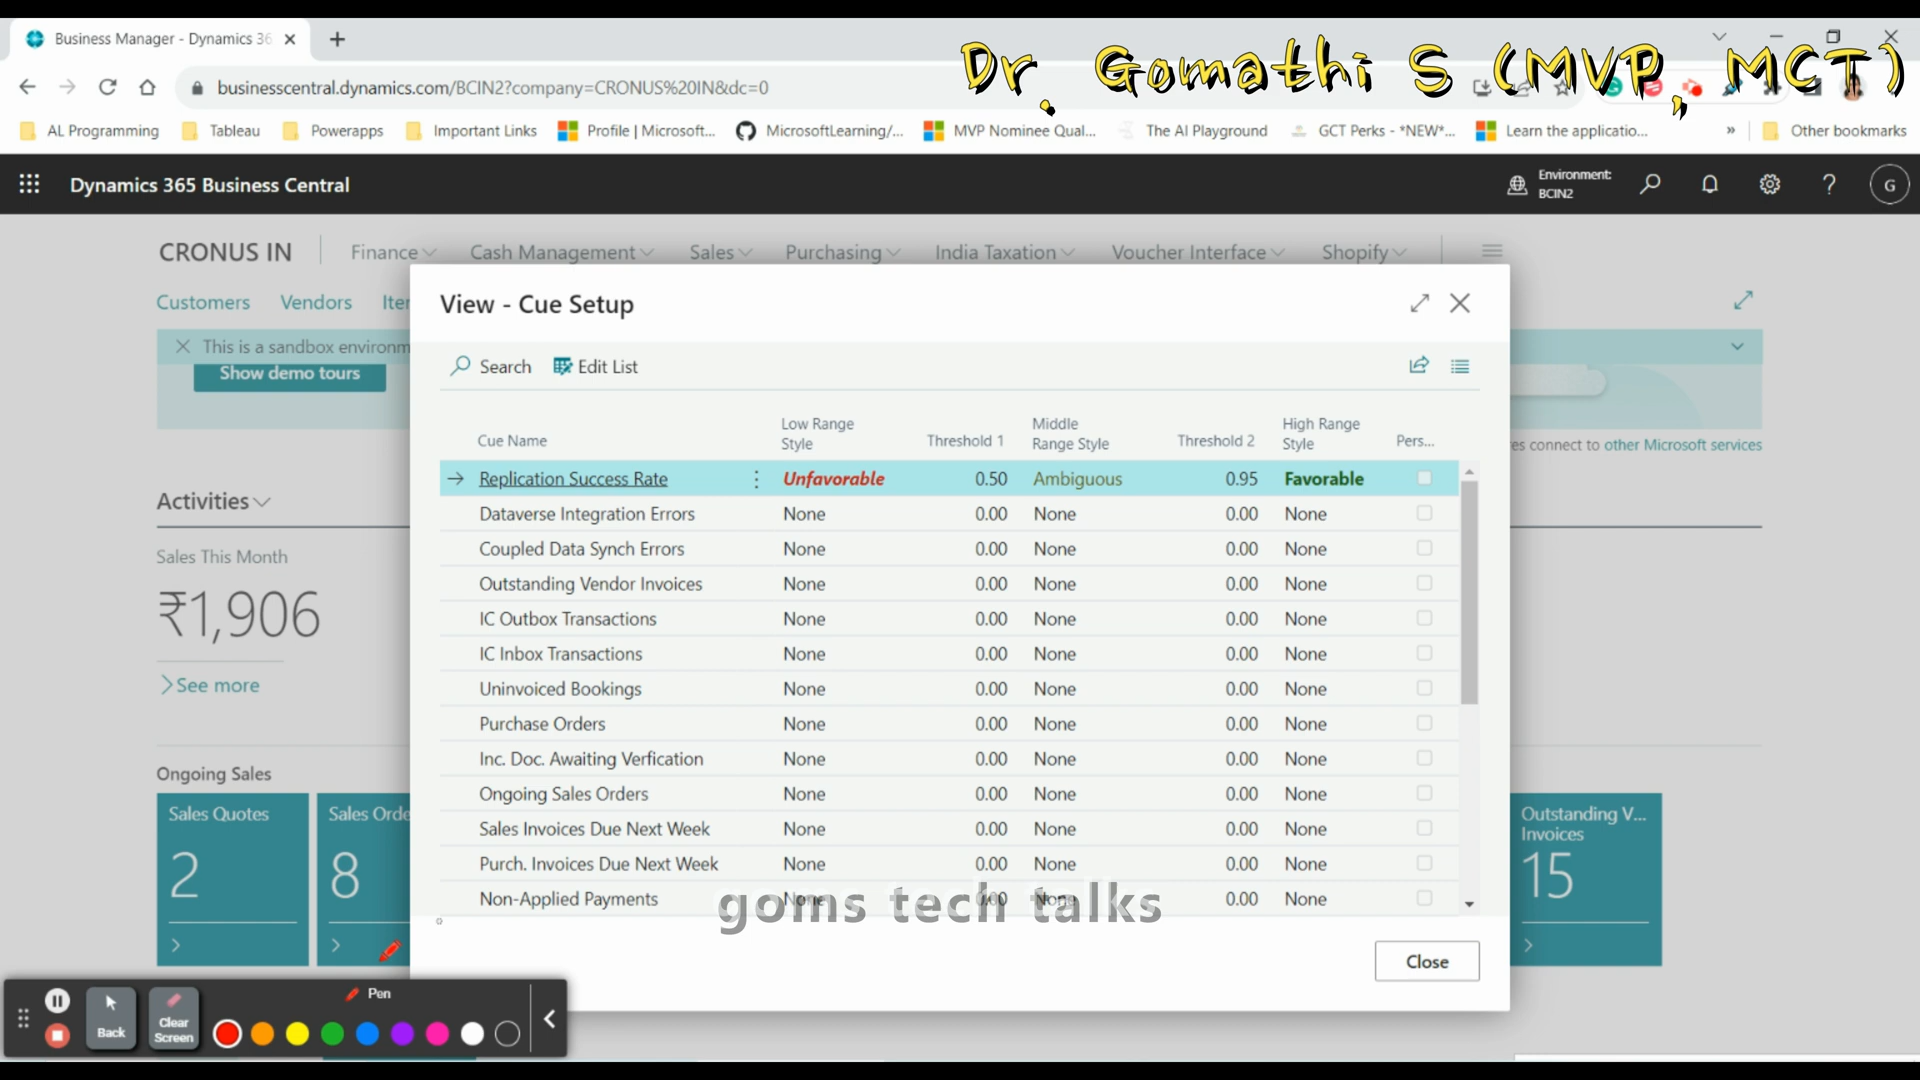 Business Manager - Dynamics 36
Dr. Gomathi S (MVP, MCT)
businesscentral.dynamics.com/BCIN2?company=CRONUS%20IN&dc=0
AL Programming Tableau Powerapps Important Links Profile | Microsoft... MicrosoftLearning/... MVP Nominee Qual... The AI Playground GCT Perks - *NEW*... Learn the applicatio... » Other bookmarks
Dynamics 365 Business Central
Environment:
BCIN2
?
G
CRONUS IN Finance Cash Management Sales Purchasing India Taxation Voucher Interface Shopify
Customers Vendors Iter
This is a sandbox environm
Show demo tours
es connect to other Microsoft services
Activities
Sales This Month
₹1,906
See more
Ongoing Sales
Sales Quotes
2
Sales Orde
8
Outstanding V...
Invoices
15
View - Cue Setup
Search Edit List
Cue Name Low Range Style Threshold 1 Middle Range Style Threshold 2 High Range Style Pers...
Replication Success Rate Unfavorable 0.50 Ambiguous 0.95 Favorable
Dataverse Integration Errors None 0.00 None 0.00 None
Coupled Data Synch Errors None 0.00 None 0.00 None
Outstanding Vendor Invoices None 0.00 None 0.00 None
IC Outbox Transactions None 0.00 None 0.00 None
IC Inbox Transactions None 0.00 None 0.00 None
Uninvoiced Bookings None 0.00 None 0.00 None
Purchase Orders None 0.00 None 0.00 None
Inc. Doc. Awaiting Verfication None 0.00 None 0.00 None
Ongoing Sales Orders None 0.00 None 0.00 None
Sales Invoices Due Next Week None 0.00 None 0.00 None
Purch. Invoices Due Next Week None 0.00 None 0.00 None
Non-Applied Payments None 0.00 None 0.00 None
goms tech talks
Close
Back
Clear
Screen
Pen